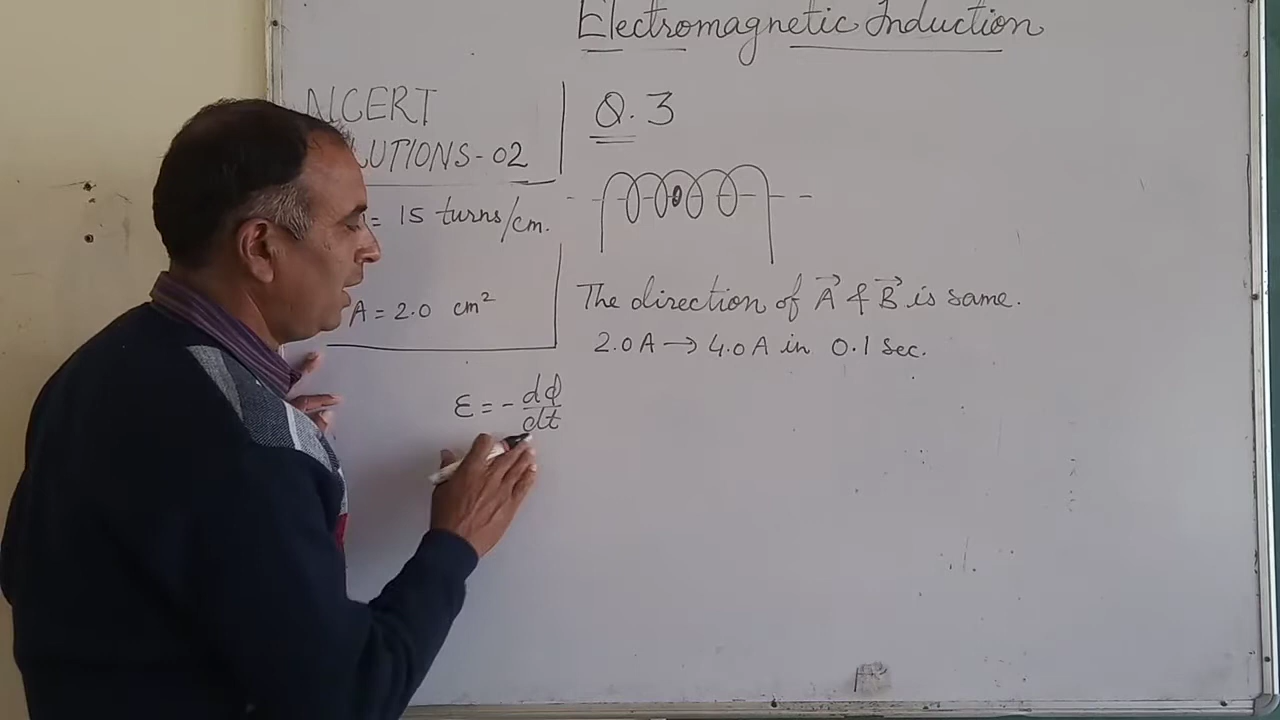 Electromagnetic Induction
NCERT
LUTIONS-02
= 15 turns/cm.
A = 2.0 cm²
Q. 3
The direction of A⃗ & B⃗ is same.
2.0 A → 4.0 A in 0.1 sec.
ε = - dΦ/dt